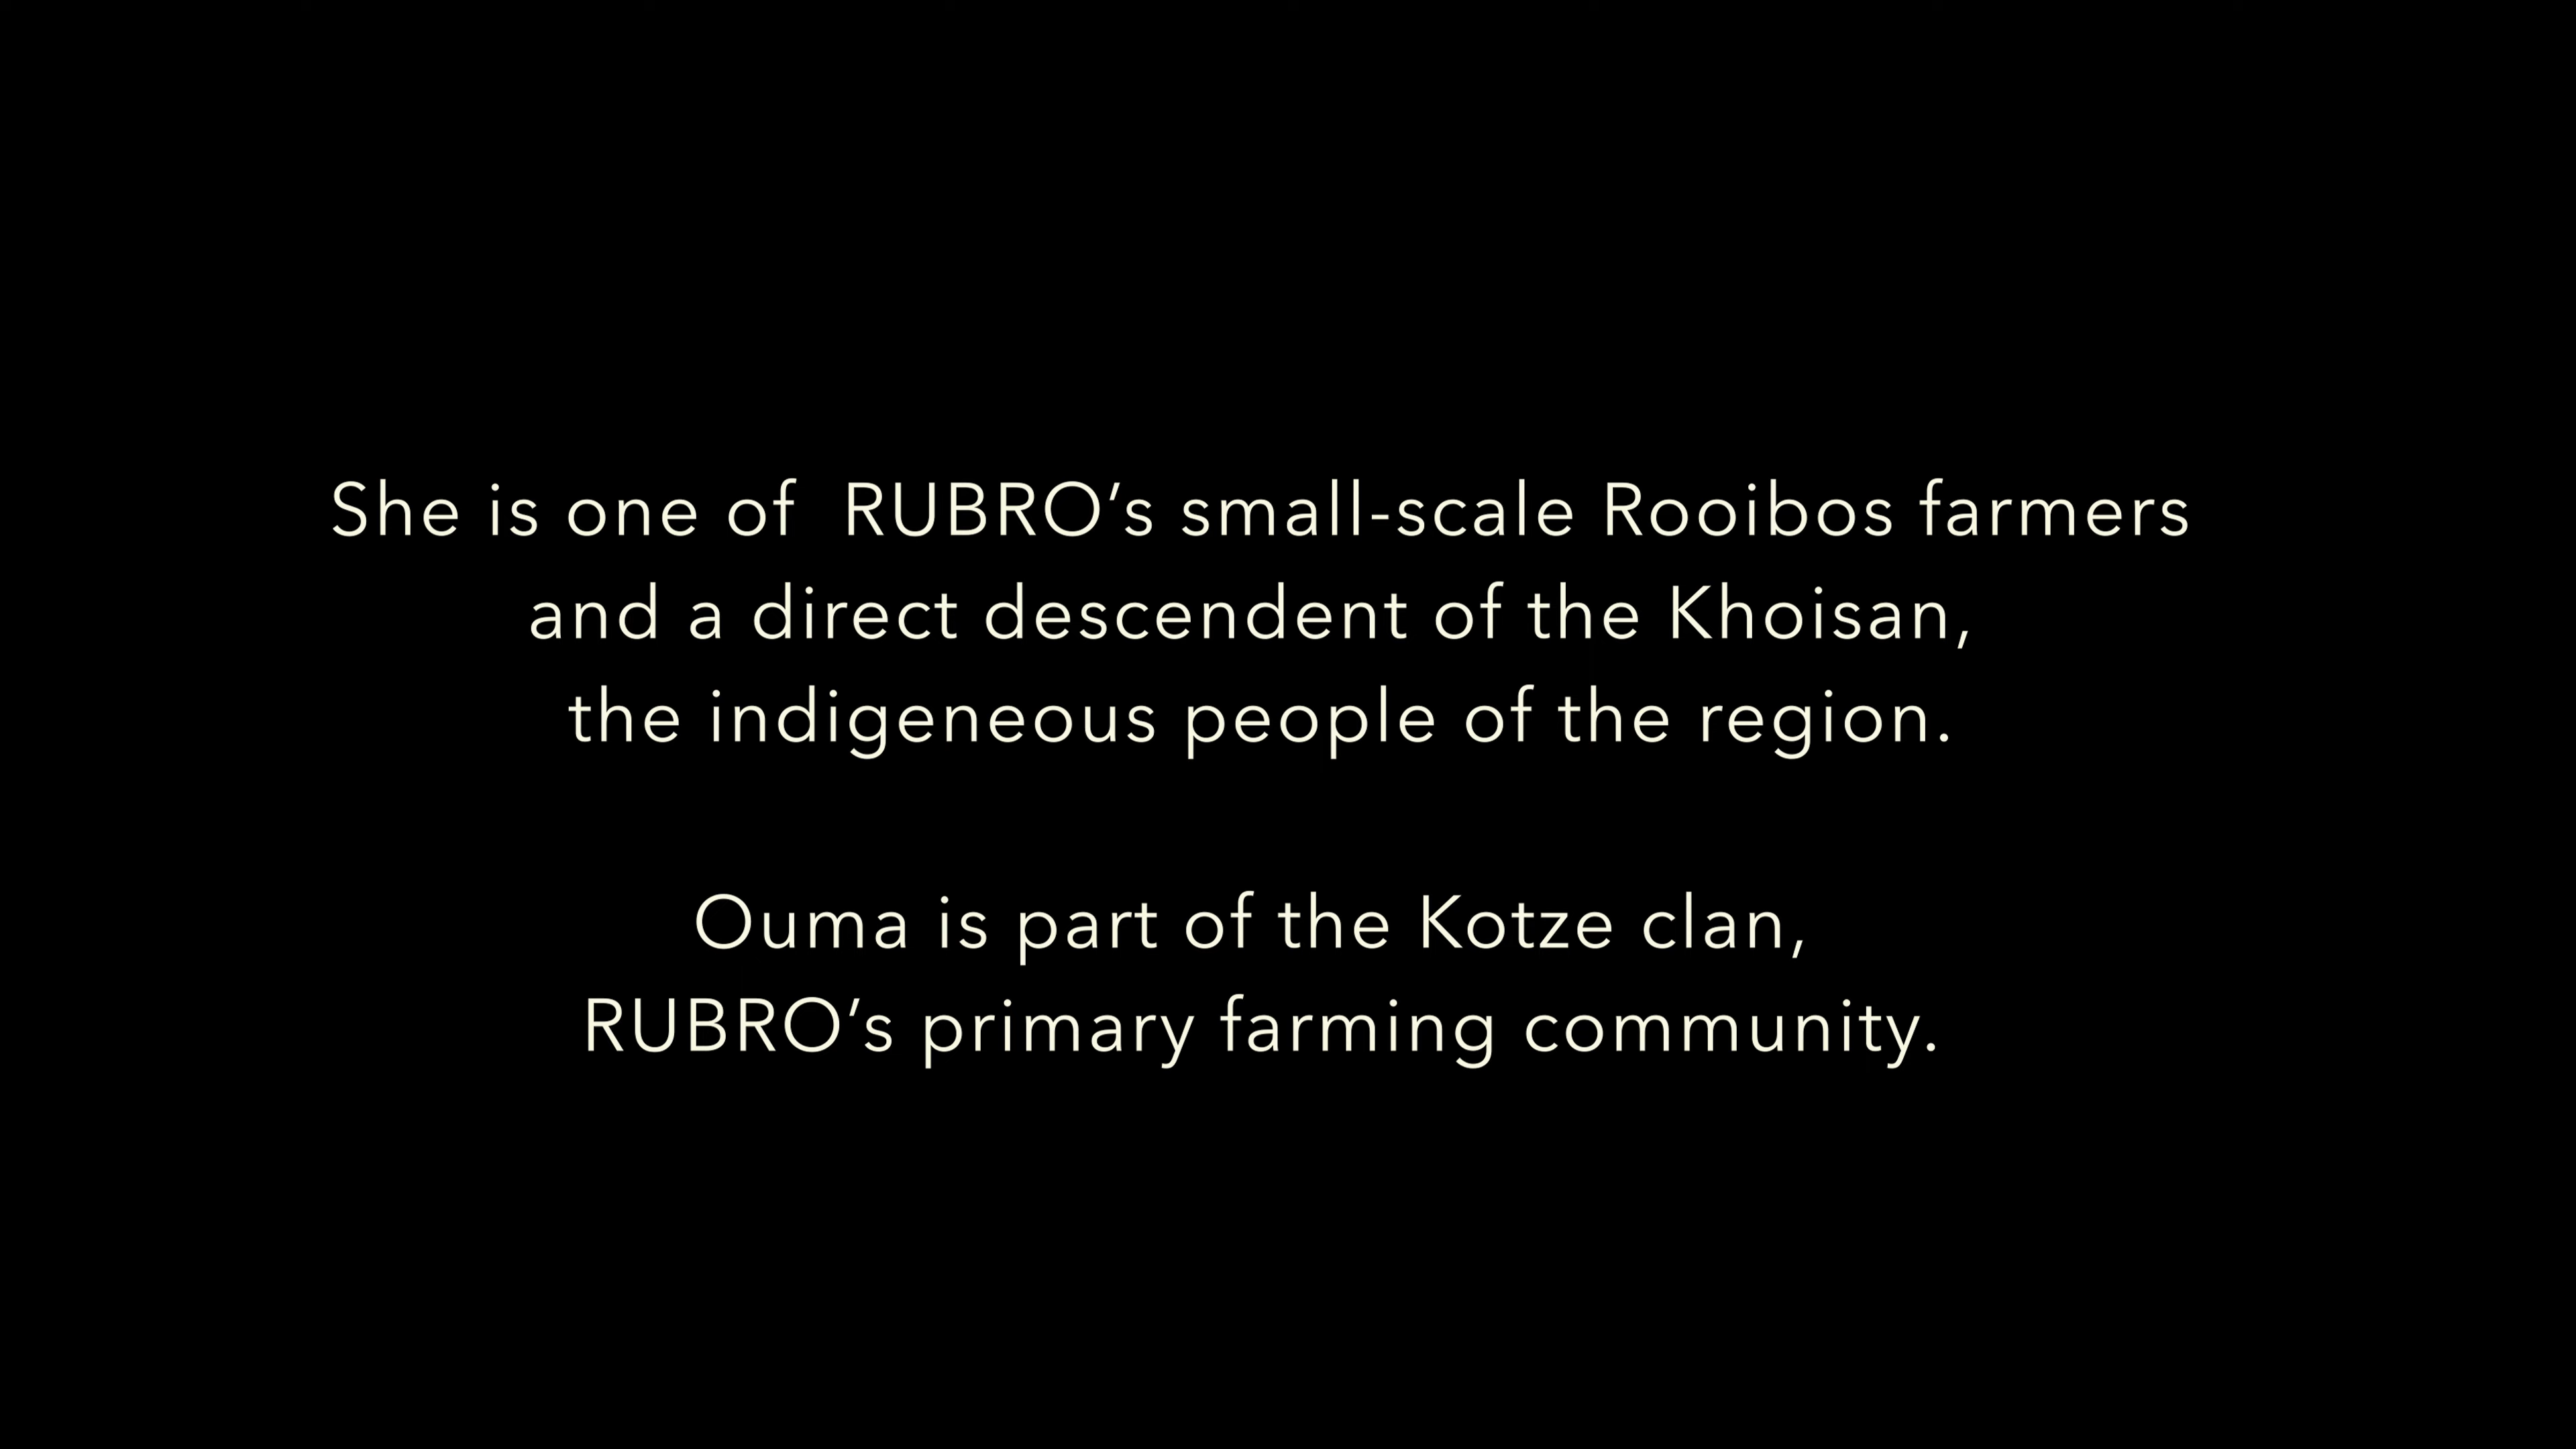 She is one of  RUBRO’s small-scale Rooibos farmers
and a direct descendent of the Khoisan,
the indigeneous people of the region.
Ouma is part of the Kotze clan,
RUBRO’s primary farming community.